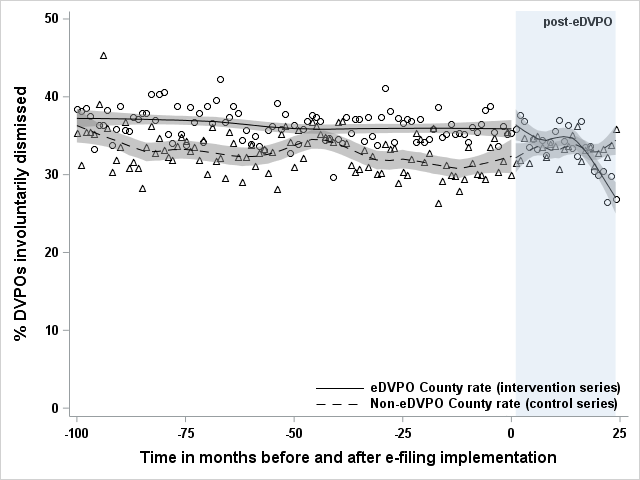 post-eDVPO
50
40
30
20
10
0
% DVPOs involuntarily dismissed
eDVPO County rate (intervention series)
Non-eDVPO County rate (control series)
-100 -75 -50 -25 0 25
Time in months before and after e-filing implementation